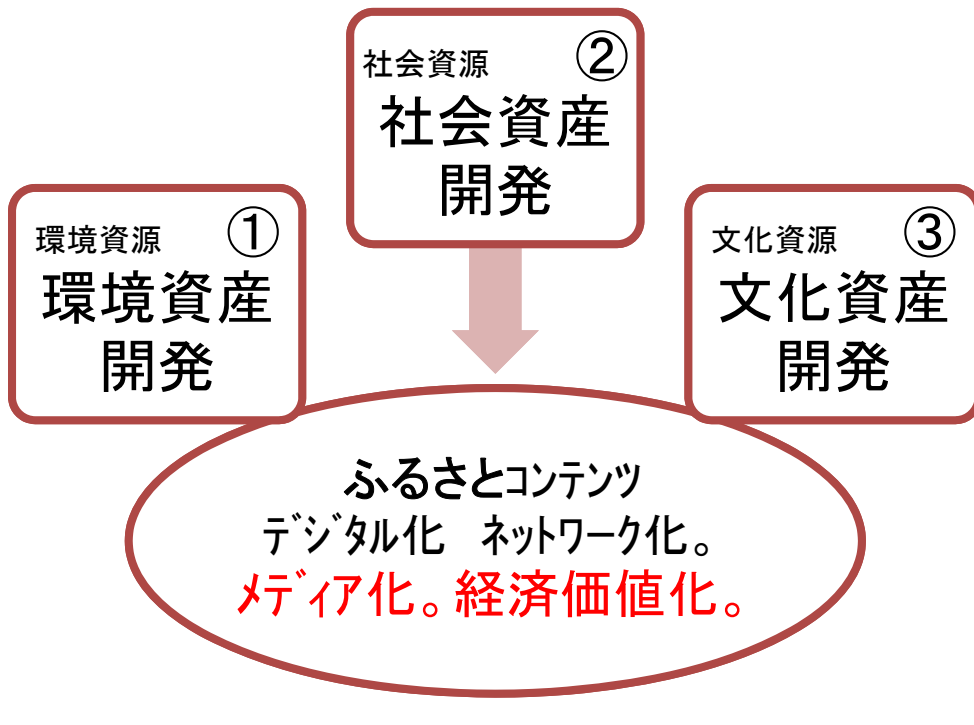 環境資源 ①
環境資産
開発
社会資源 ②
社会資産
開発
文化資源 ③
文化資産
開発
ふるさとコンテンツ
デジタル化　ネットワーク化。
メディア化。経済価値化。